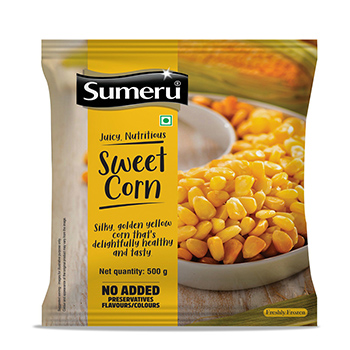 Sumeru
Juicy, Nutritious
Sweet
Corn
Silky, golden yellow
corn that's
delightfully healthy
and tasty
Net quantity: 500 g
NO ADDED
PRESERVATIVES
FLAVOURS/COLOURS
Freshly Frozen